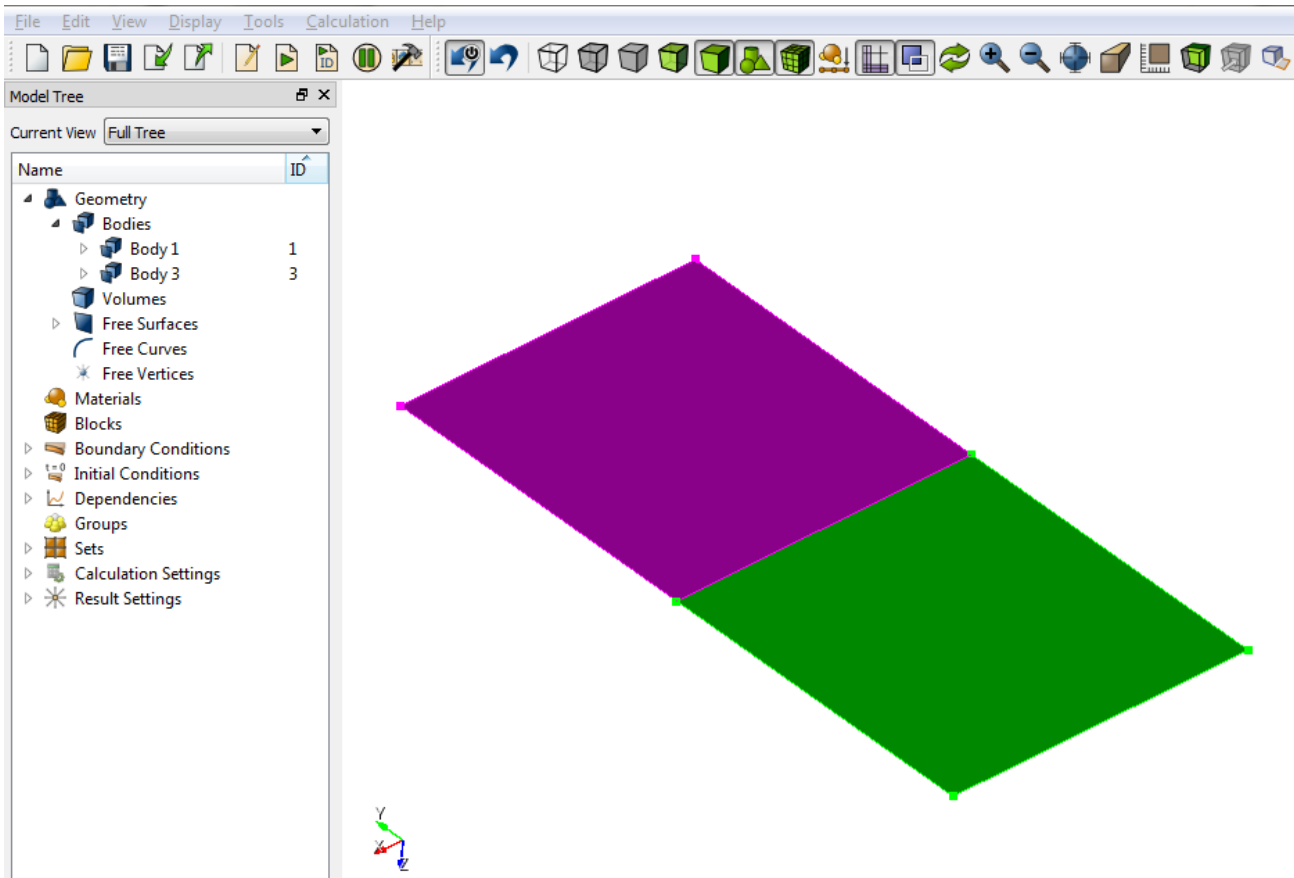 File Edit View Display Tools Calculation Help
ID
Model Tree
Current View Full Tree
Name ID
Geometry
Bodies
Body 1 1
Body 3 3
Volumes
Free Surfaces
Free Curves
Free Vertices
Materials
Blocks
Boundary Conditions
t=0
Initial Conditions
Dependencies
Groups
Sets
Calculation Settings
Result Settings
Y
X
Z